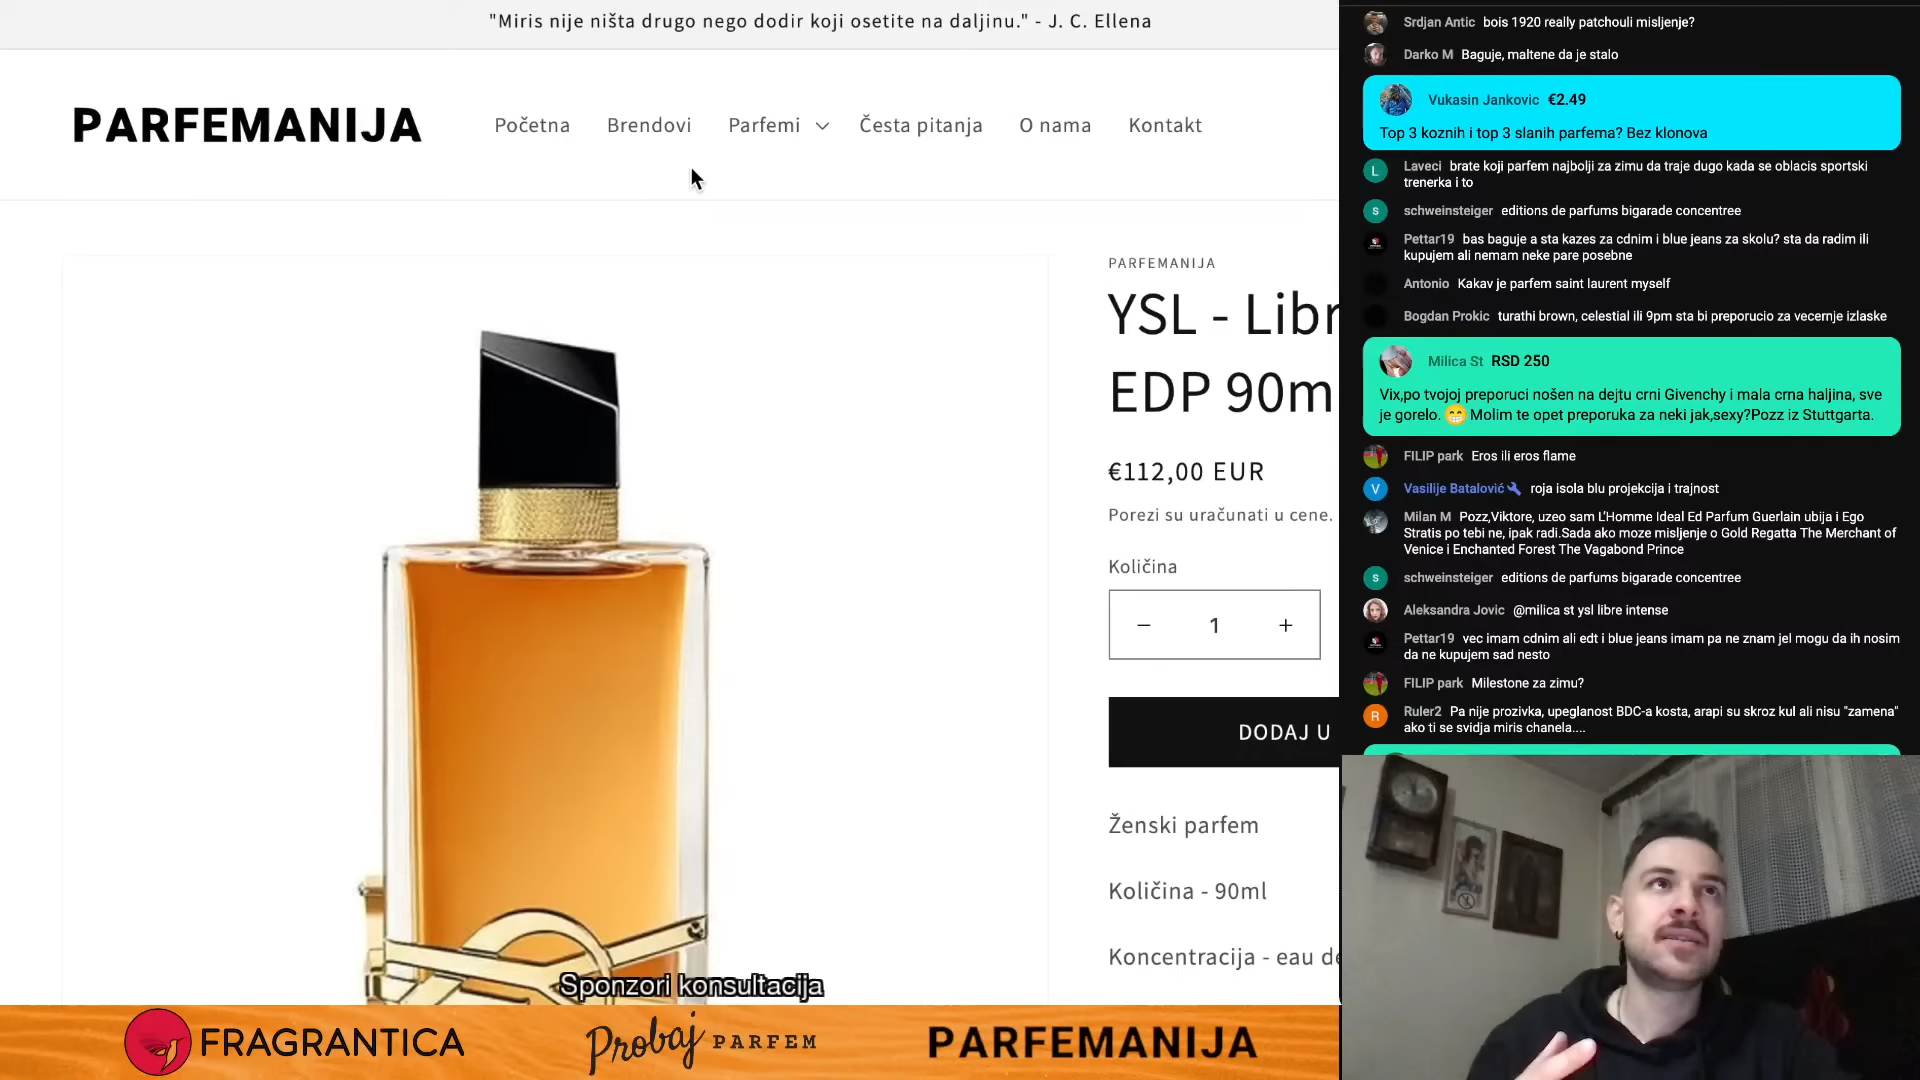 "Miris nije ništa drugo nego dodir koji osetite na daljinu." - J. C. Ellena
PARFEMANIJA
Početna
Brendovi
Parfemi
Česta pitanja
O nama
Kontakt
PARFEMANIJA
YSL - Libr
EDP 90m
€112,00 EUR
Porezi su uračunati u cene.
Količina
− 1 +
DODAJ U
Ženski parfem
Količina - 90ml
Koncentracija - eau de
Sponzori konsultacija
FRAGRANTICA
Probaj PARFEM
PARFEMANIJA
Srdjan Antic bois 1920 really patchouli misljenje?
Darko M Baguje, maltene da je stalo
Vukasin Jankovic €2.49
Top 3 koznih i top 3 slanih parfema? Bez klonova
L
Laveci brate koji parfem najbolji za zimu da traje dugo kada se oblacis sportski
trenerka i to
s
schweinsteiger editions de parfums bigarade concentree
Pettar19 bas baguje a sta kazes za cdnim i blue jeans za skolu? sta da radim ili
kupujem ali nemam neke pare posebne
Antonio Kakav je parfem saint laurent myself
Bogdan Prokic turathi brown, celestial ili 9pm sta bi preporucio za vecernje izlaske
Milica St RSD 250
Vix,po tvojoj preporuci nošen na dejtu crni Givenchy i mala crna haljina, sve
je gorelo. 😁 Molim te opet preporuka za neki jak,sexy?Pozz iz Stuttgarta.
FILIP park Eros ili eros flame
V
Vasilije Batalović roja isola blu projekcija i trajnost
Milan M Pozz,Viktore, uzeo sam L'Homme Ideal Ed Parfum Guerlain ubija i Ego
Stratis po tebi ne, ipak radi.Sada ako moze misljenje o Gold Regatta The Merchant of
Venice i Enchanted Forest The Vagabond Prince
s
schweinsteiger editions de parfums bigarade concentree
Aleksandra Jovic @milica st ysl libre intense
Pettar19 vec imam cdnim ali edt i blue jeans imam pa ne znam jel mogu da ih nosim
da ne kupujem sad nesto
FILIP park Milestone za zimu?
R
Ruler2 Pa nije prozivka, upeglanost BDC-a kosta, arapi su skroz kul ali nisu "zamena"
ako ti se svidja miris chanela....